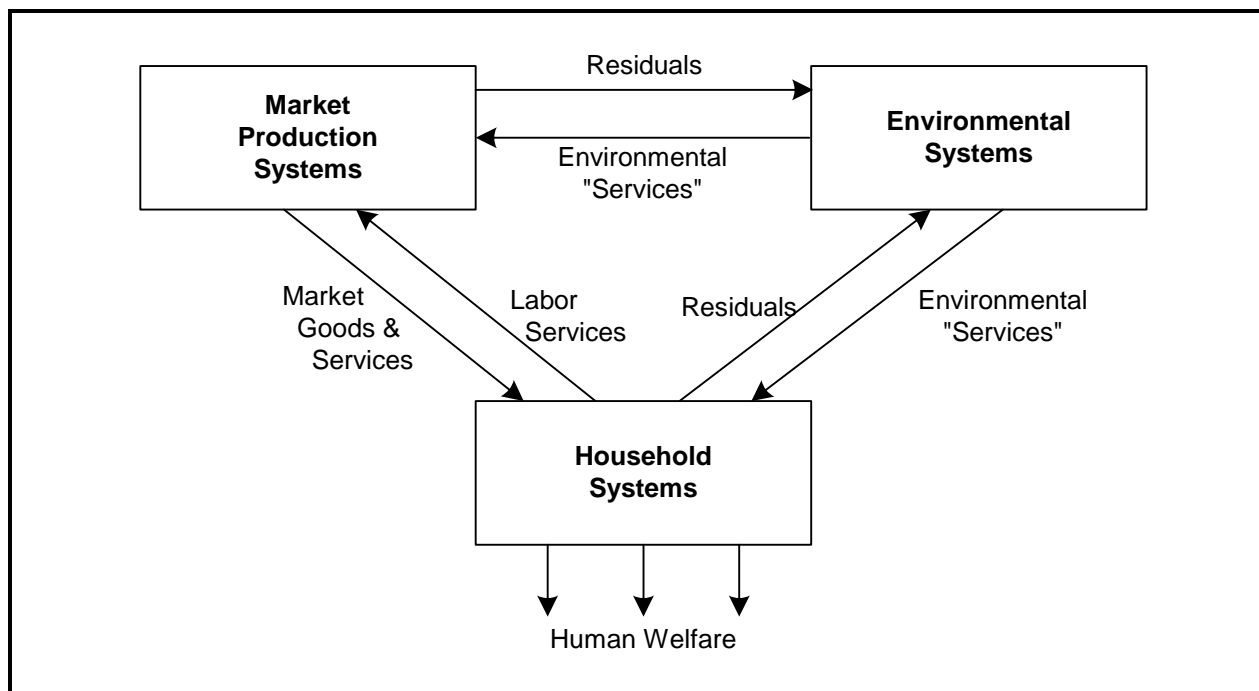 Residuals
Market
Production
Systems
Environmental
Systems
Environmental
"Services"
Market
Goods &
Services
Labor
Services
Residuals
Environmental
"Services"
Household
Systems
Human Welfare